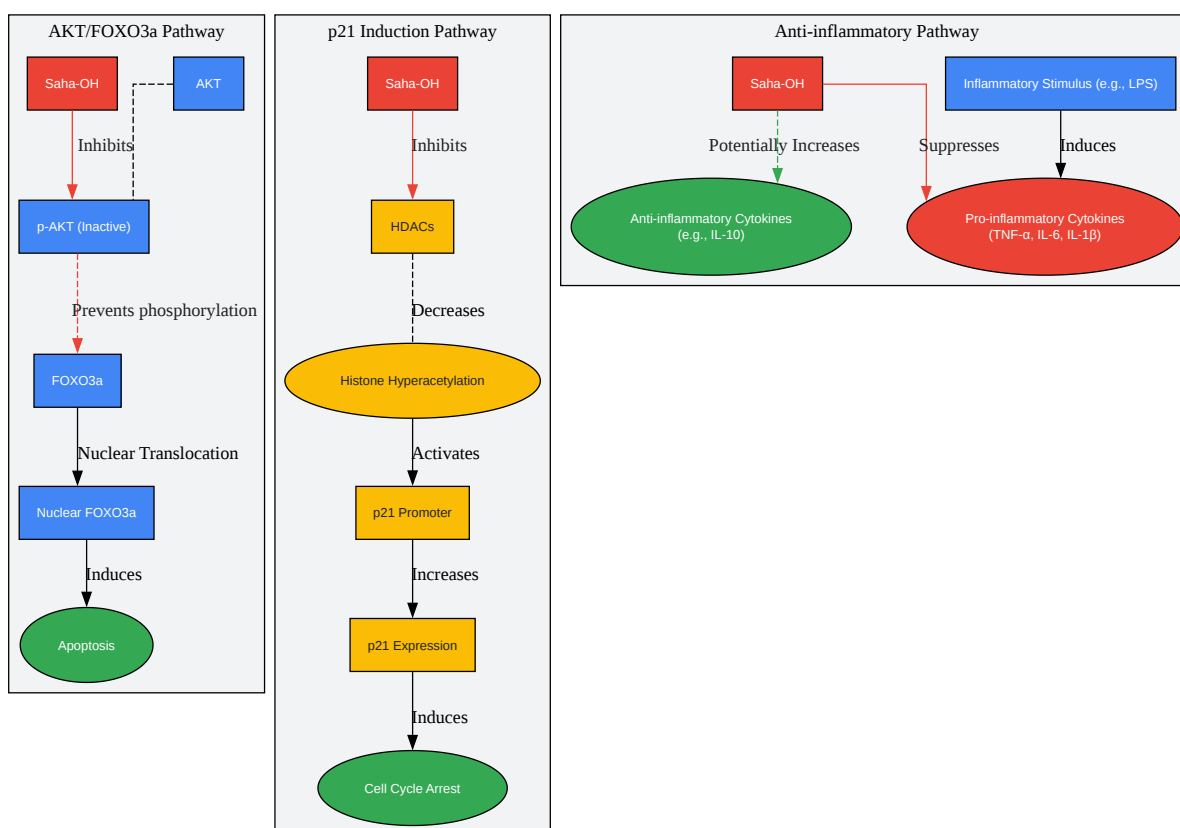 AKT/FOXO3a Pathway
Saha-OH
AKT
Inhibits
p-AKT (Inactive)
Prevents phosphorylation
FOXO3a
Nuclear Translocation
Nuclear FOXO3a
Induces
Apoptosis
p21 Induction Pathway
Saha-OH
Inhibits
HDACs
Decreases
Histone Hyperacetylation
Activates
p21 Promoter
Increases
p21 Expression
Induces
Cell Cycle Arrest
Anti-inflammatory Pathway
Saha-OH
Inflammatory Stimulus (e.g., LPS)
Potentially Increases
Suppresses
Induces
Anti-inflammatory Cytokines
(e.g., IL-10)
Pro-inflammatory Cytokines
(TNF-α, IL-6, IL-1β)